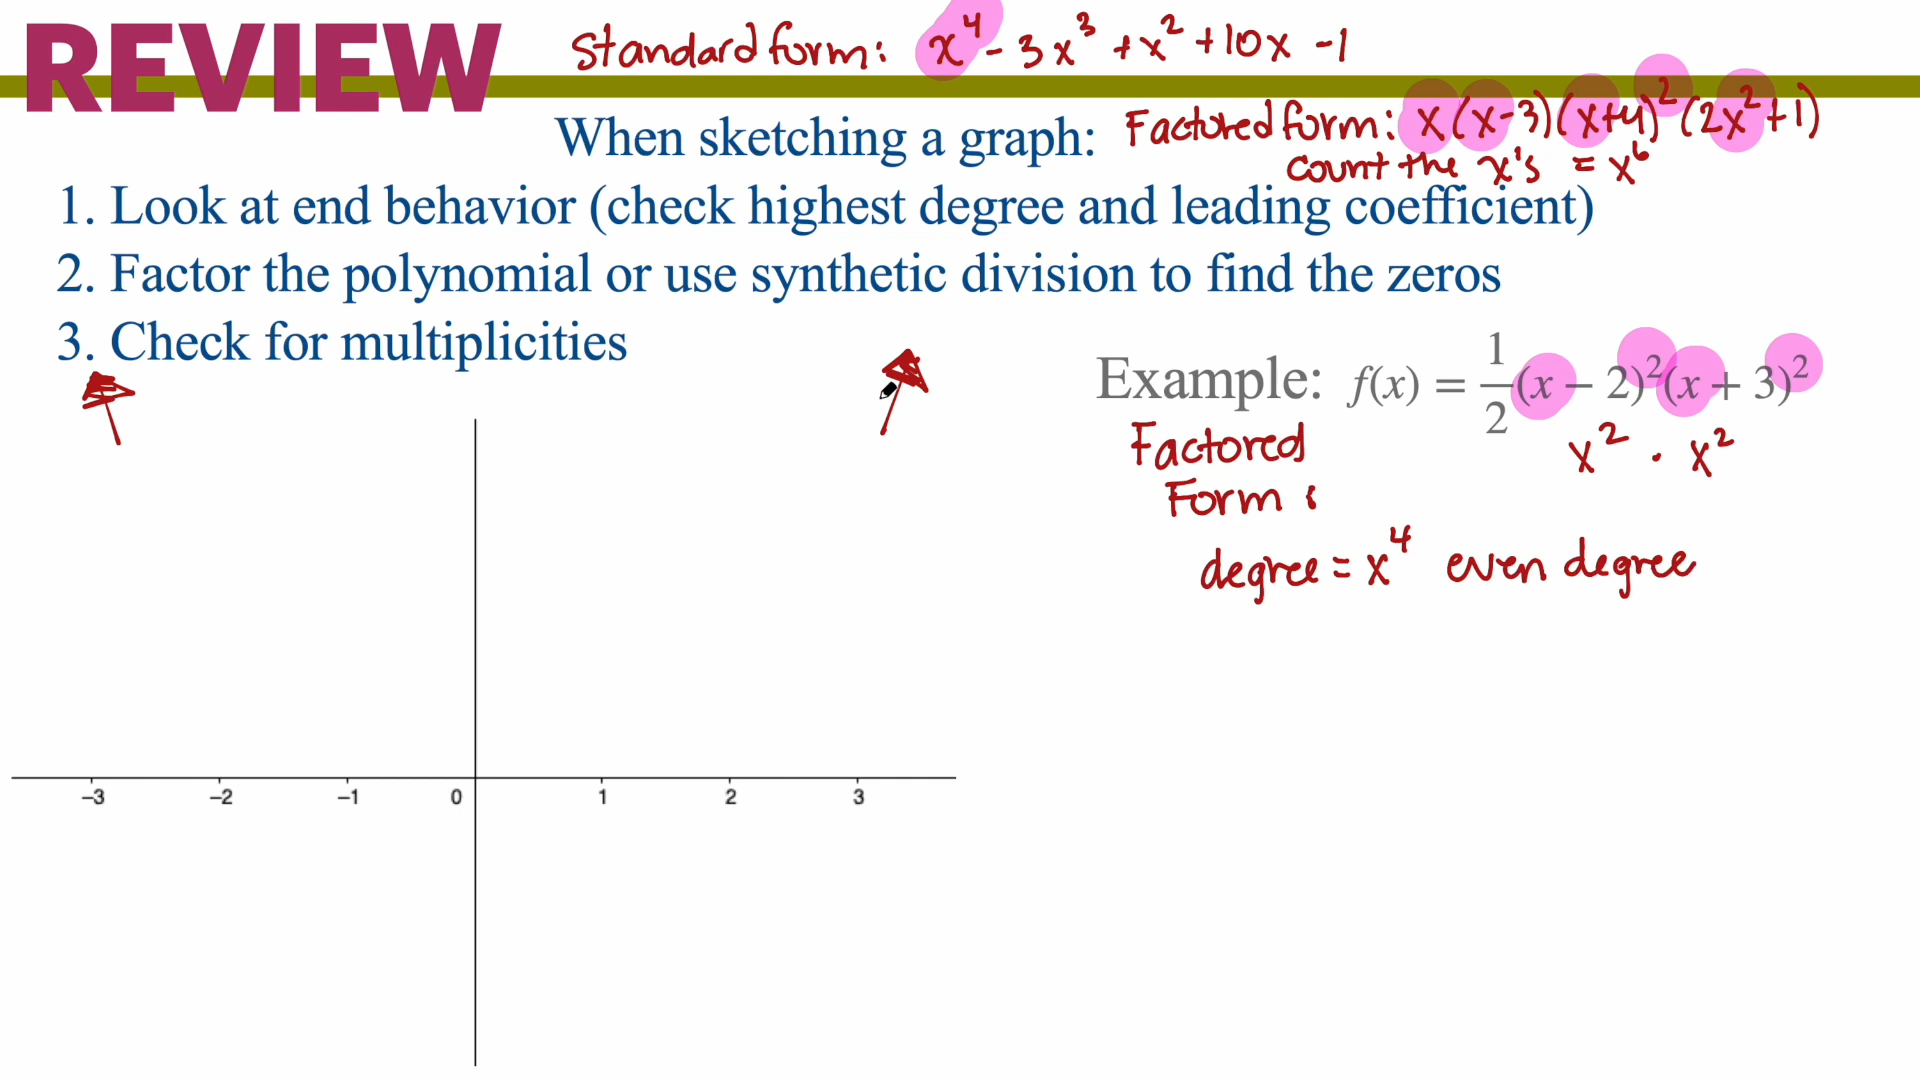 REVIEW
Standard form: x⁴ - 3x³ + x² + 10x - 1
When sketching a graph:
Factored form: x(x-3)(x+4)²(2x²+1)
count the x's = x⁶
1. Look at end behavior (check highest degree and leading coefficient)
2. Factor the polynomial or use synthetic division to find the zeros
3. Check for multiplicities
Example: f(x) = 1/2(x − 2)²(x + 3)²
Factored
Form :
x² · x²
degree = x⁴ even degree
−3 −2 −1 0 1 2 3